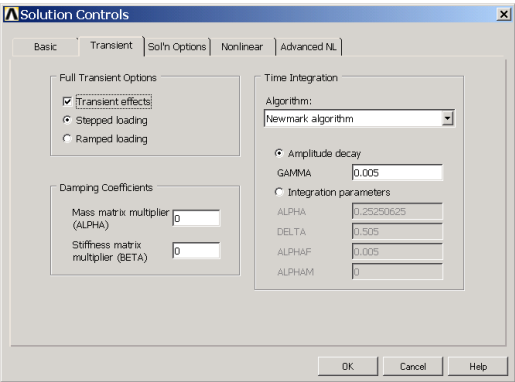 Solution Controls
Basic
Transient
Sol'n Options
Nonlinear
Advanced NL
Full Transient Options
Transient effects
Stepped loading
Ramped loading
Damping Coefficients
Mass matrix multiplier
(ALPHA)
0
Stiffness matrix
multiplier (BETA)
0
Time Integration
Algorithm:
Newmark algorithm
Amplitude decay
GAMMA 0.005
Integration parameters
ALPHA 0.25250625
DELTA 0.505
ALPHAF 0.005
ALPHAM 0
OK
Cancel
Help